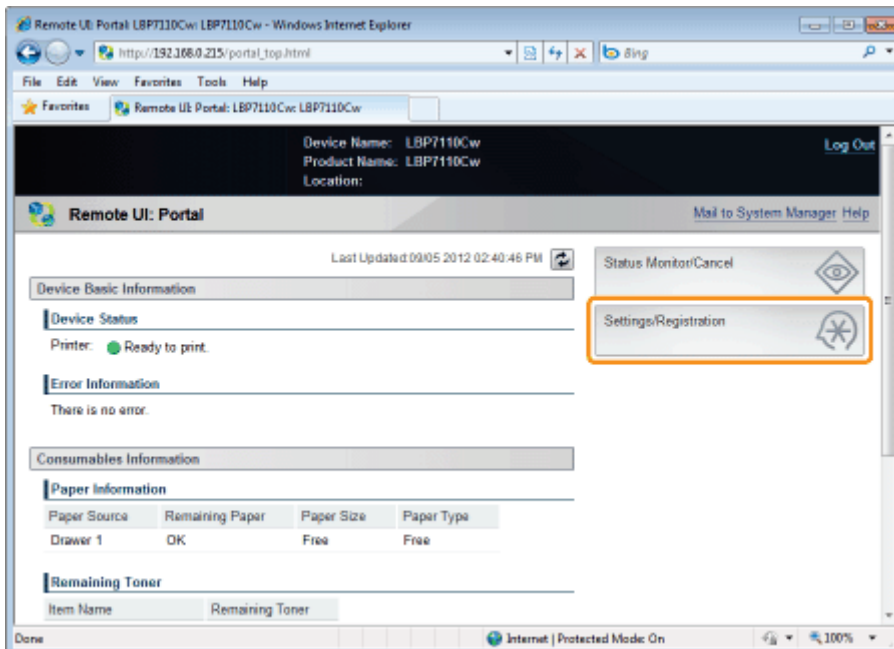 Remote UI: Portal: LBP7110Cw: LBP7110Cw - Windows Internet Explorer
http://192.168.0.215/portal_top.html
Bing
File Edit View Favorites Tools Help
Favorites
Remote UI: Portal: LBP7110Cw: LBP7110Cw
Device Name: LBP7110Cw
Product Name: LBP7110Cw
Location:
Log Out
Remote UI: Portal
Mail to System Manager Help
Last Updated:09/05 2012 02:40:46 PM
Status Monitor/Cancel
Settings/Registration
Device Basic Information
Device Status
Printer: Ready to print.
Error Information
There is no error.
Consumables Information
Paper Information
Paper Source Remaining Paper Paper Size Paper Type
Drawer 1 OK Free Free
Remaining Toner
Item Name Remaining Toner
Done
Internet | Protected Mode: On
100%